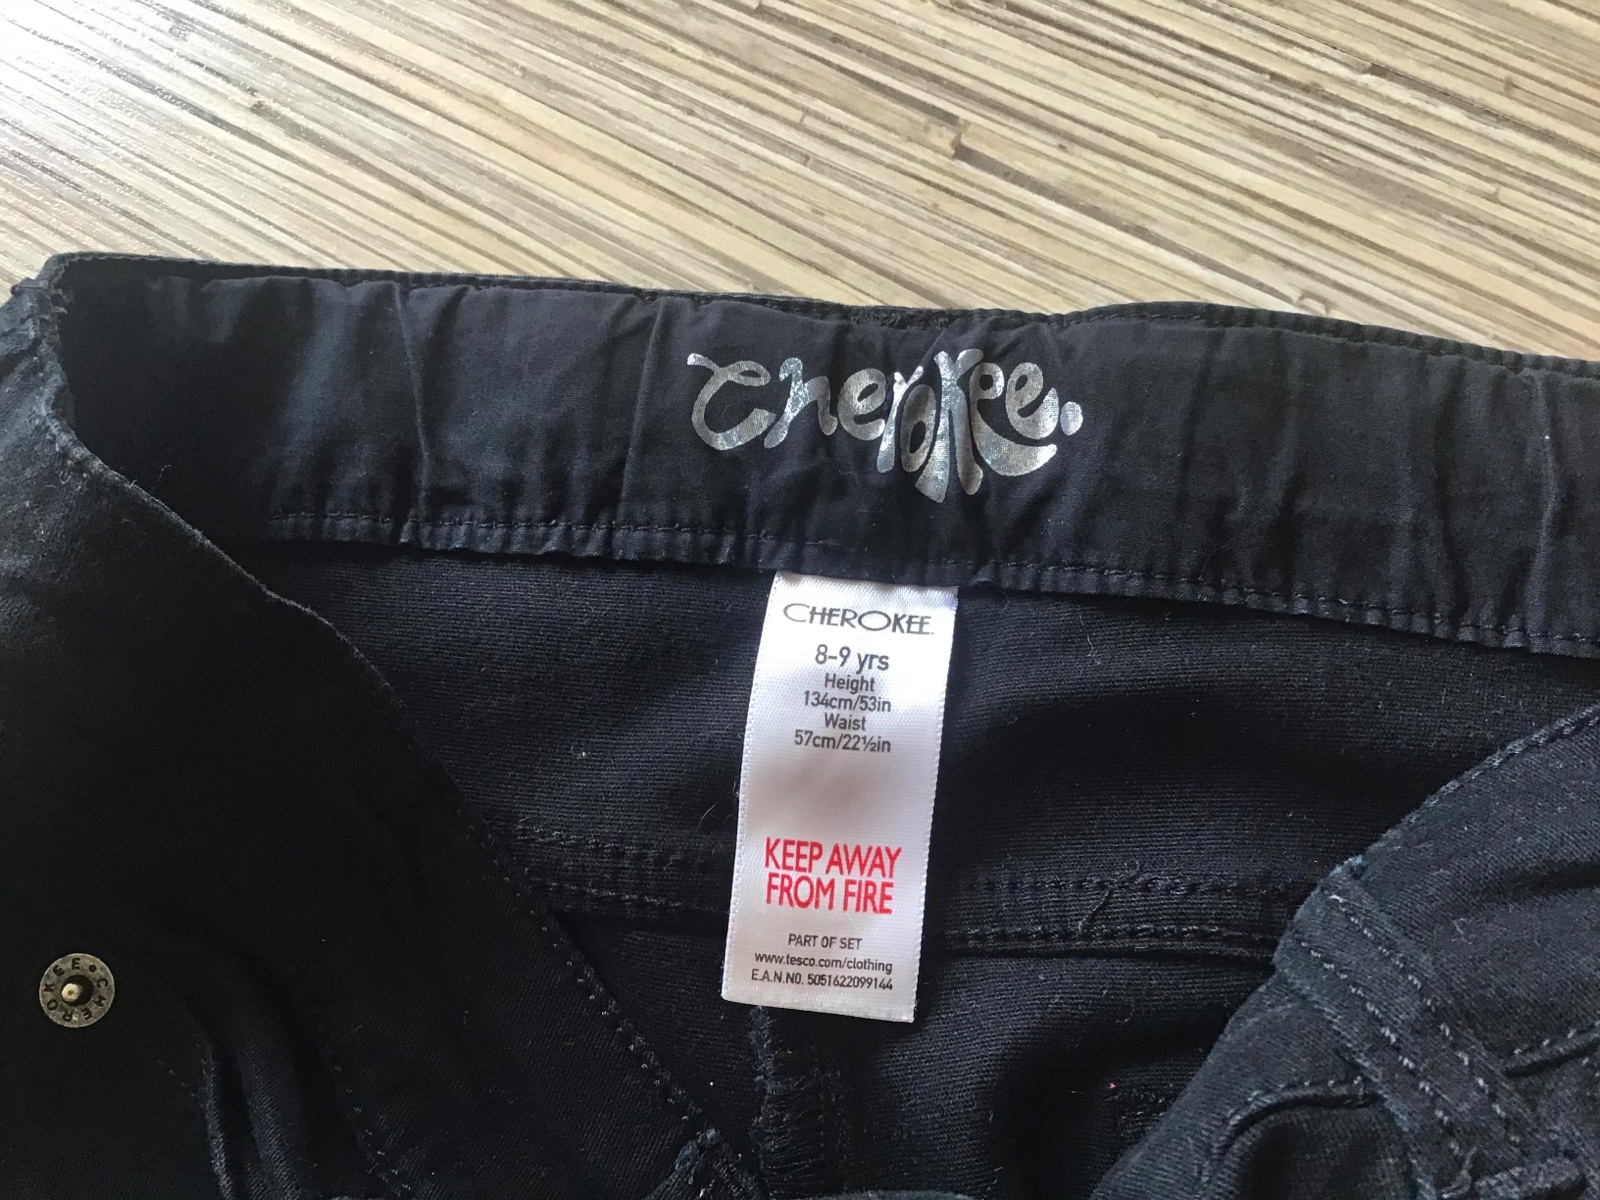 Cherokee.
CHEROKEE
8-9 yrs
Height
134cm/53in
Waist
57cm/22½in
KEEP AWAY
FROM FIRE
PART OF SET
www.tesco.com/clothing
E.A.N.NO. 5051622099144
CHEROKEE